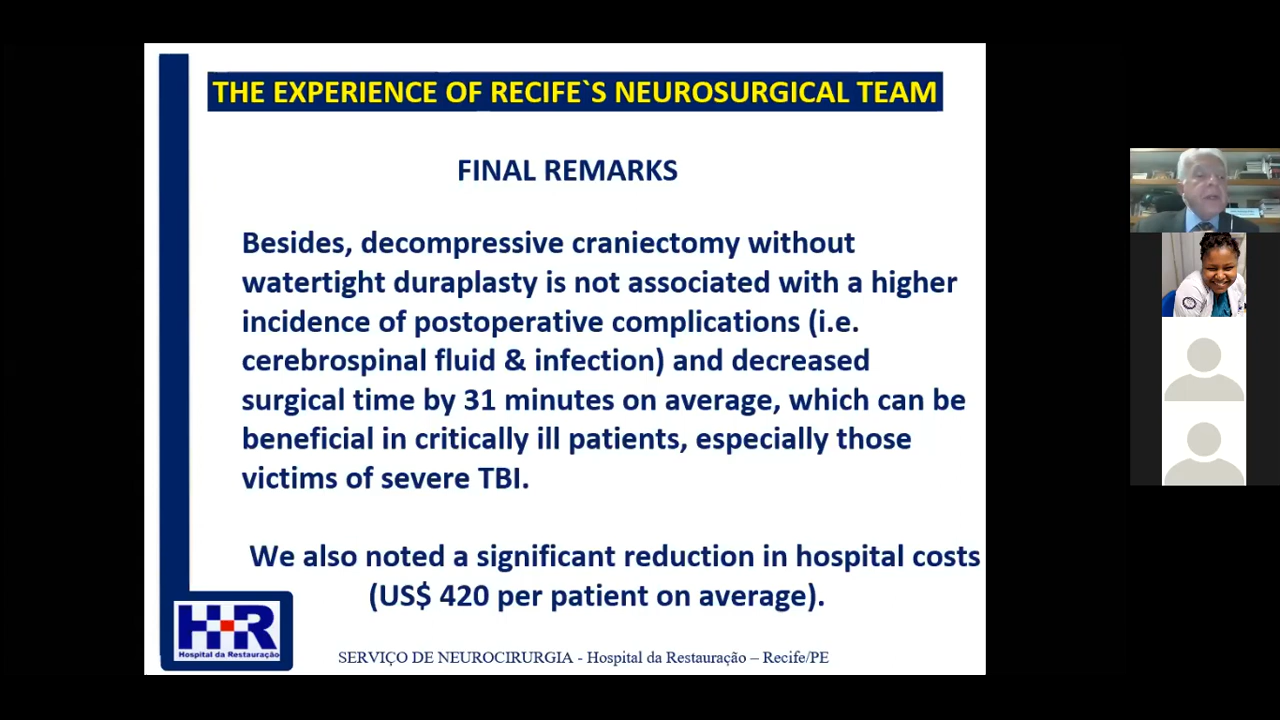 THE EXPERIENCE OF RECIFE`S NEUROSURGICAL TEAM
FINAL REMARKS
Besides, decompressive craniectomy without
watertight duraplasty is not associated with a higher
incidence of postoperative complications (i.e.
cerebrospinal fluid & infection) and decreased
surgical time by 31 minutes on average, which can be
beneficial in critically ill patients, especially those
victims of severe TBI.
We also noted a significant reduction in hospital costs
(US$ 420 per patient on average).
H+R
Hospital da Restauração
SERVIÇO DE NEUROCIRURGIA - Hospital da Restauração – Recife/PE